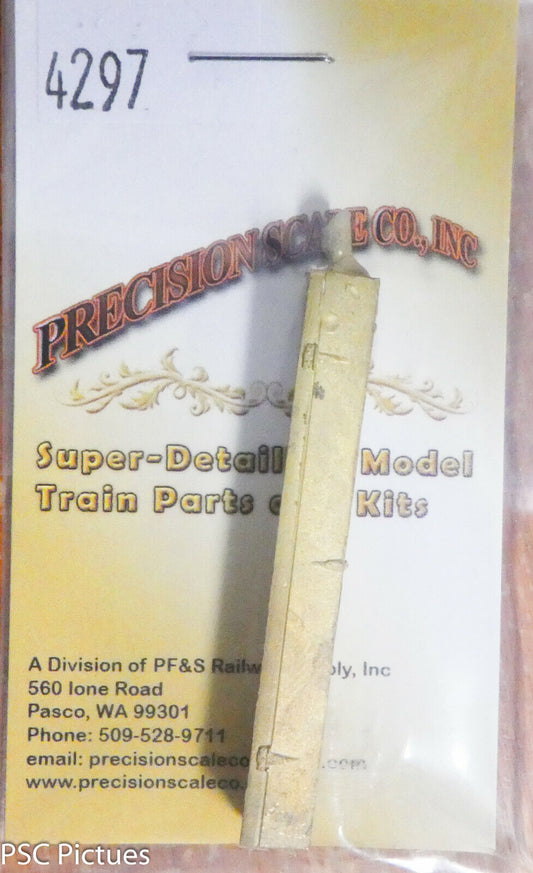 4297
PRECISION SCALE CO., INC
Super-Detail Model
Train Parts Kits
A Division of PF&S Railw ply, Inc
560 Ione Road
Pasco, WA 99301
Phone: 509-528-9711
email: precisionscaleco .com
www.precisionscaleco.
PSC Pictues